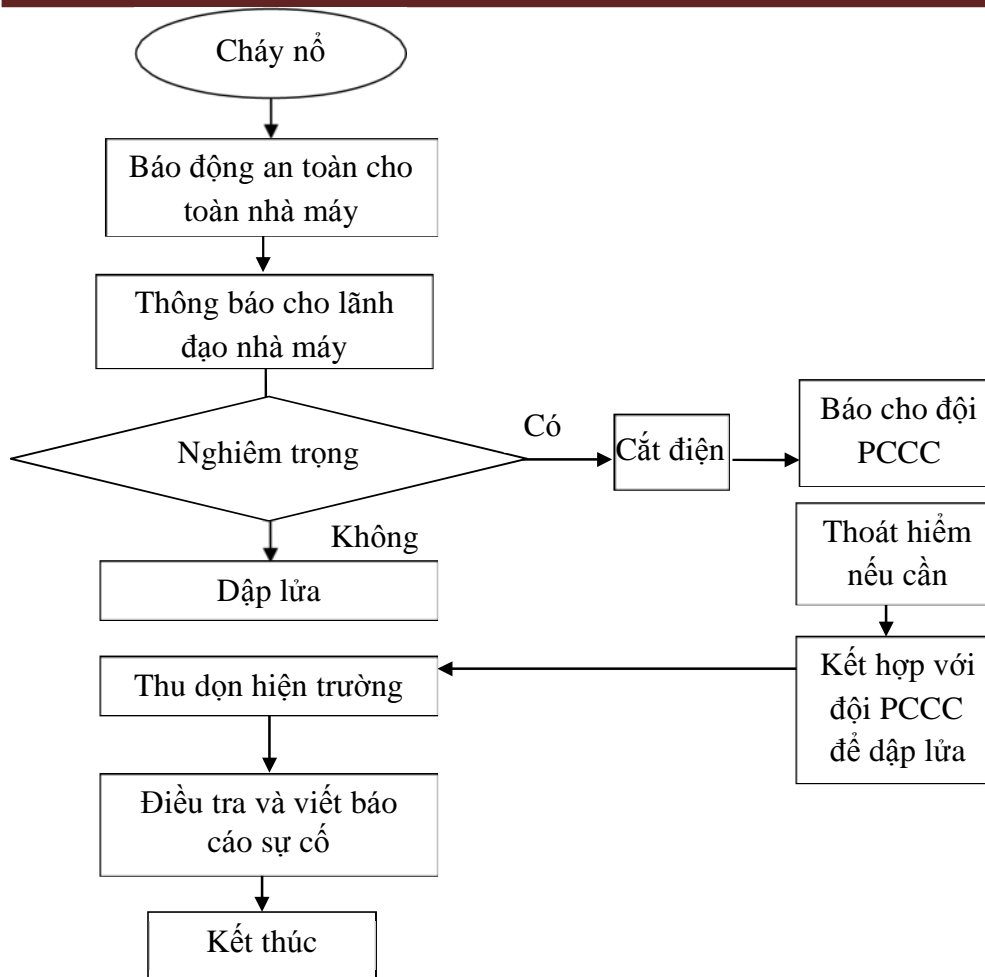 Cháy nổ
Báo động an toàn cho
toàn nhà máy
Thông báo cho lãnh
đạo nhà máy
Nghiêm trọng
Có
Cắt điện
Báo cho đội
PCCC
Không
Thoát hiểm
nếu cần
Dập lửa
Kết hợp với
đội PCCC
để dập lửa
Thu dọn hiện trường
Điều tra và viết báo
cáo sự cố
Kết thúc